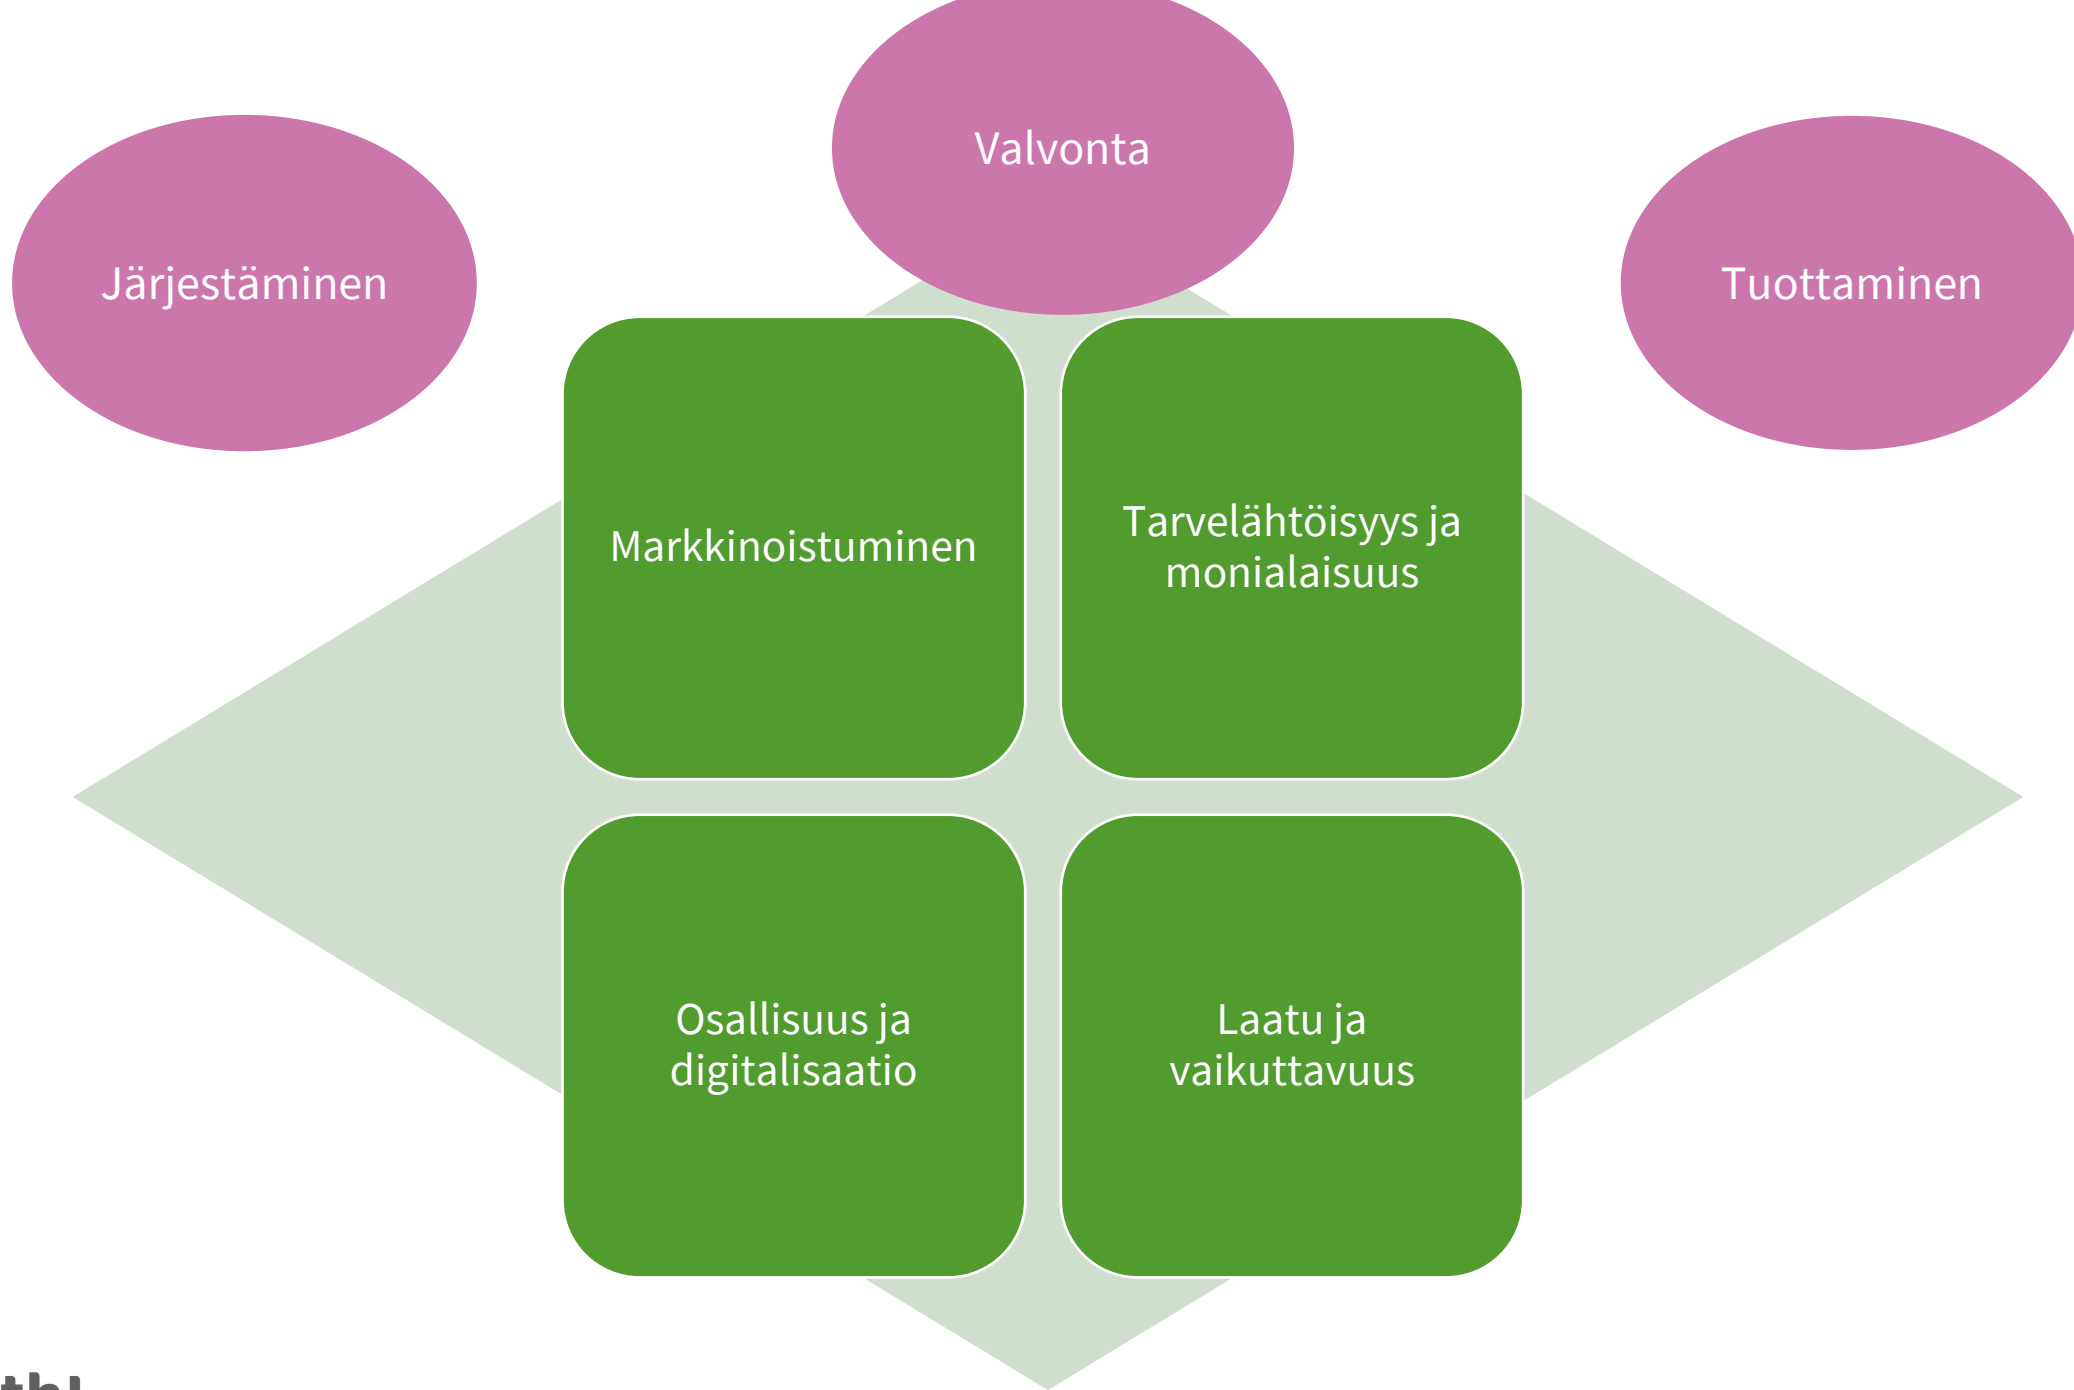 Valvonta
Järjestäminen
Tuottaminen
Markkinoistuminen
Tarvelähtöisyys ja
monialaisuus
Osallisuus ja
digitalisaatio
Laatu ja
vaikuttavuus